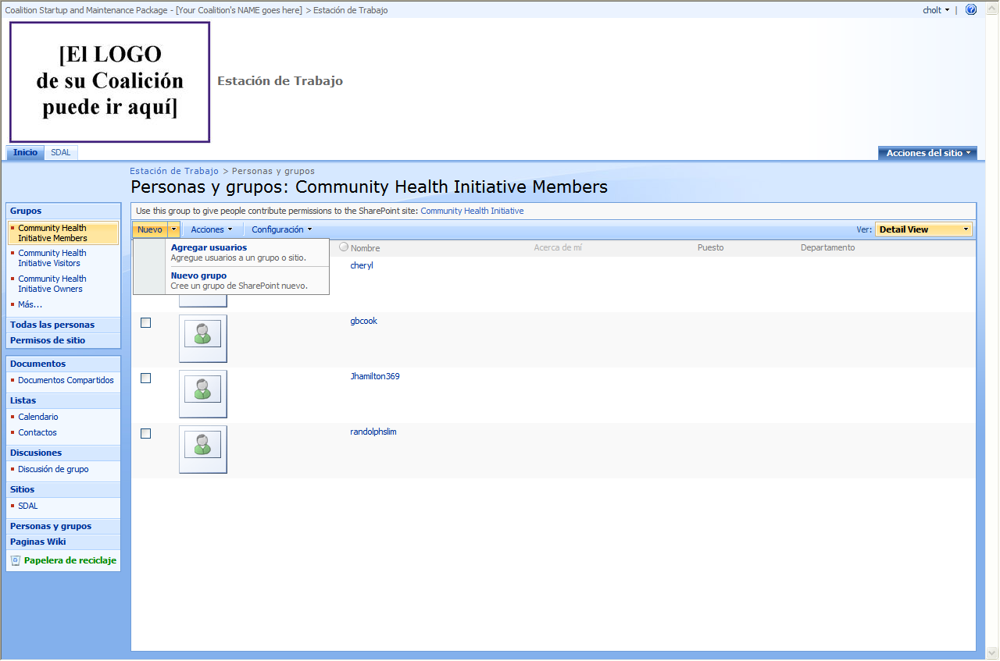 Coalition Startup and Maintenance Package - [Your Coalition's NAME goes here] > Estación de Trabajo
cholt
[El LOGO
de su Coalición
puede ir aquí]
Estación de Trabajo
Inicio
SDAL
Acciones del sitio
Estación de Trabajo > Personas y grupos
Personas y grupos: Community Health Initiative Members
Grupos
Community Health
Initiative Members
Community Health
Initiative Visitors
Community Health
Initiative Owners
Más...
Todas las personas
Permisos de sitio
Documentos
Documentos Compartidos
Listas
Calendario
Contactos
Discusiones
Discusión de grupo
Sitios
SDAL
Personas y grupos
Paginas Wiki
Papelera de reciclaje
Use this group to give people contribute permissions to the SharePoint site: Community Health Initiative
Nuevo
Acciones
Configuración
Ver: Detail View
Agregar usuarios
Agregue usuarios a un grupo o sitio.
Nuevo grupo
Cree un grupo de SharePoint nuevo.
Nombre
Acerca de mí
Puesto
Departamento
cheryl
gbcook
Jhamilton369
randolphslim